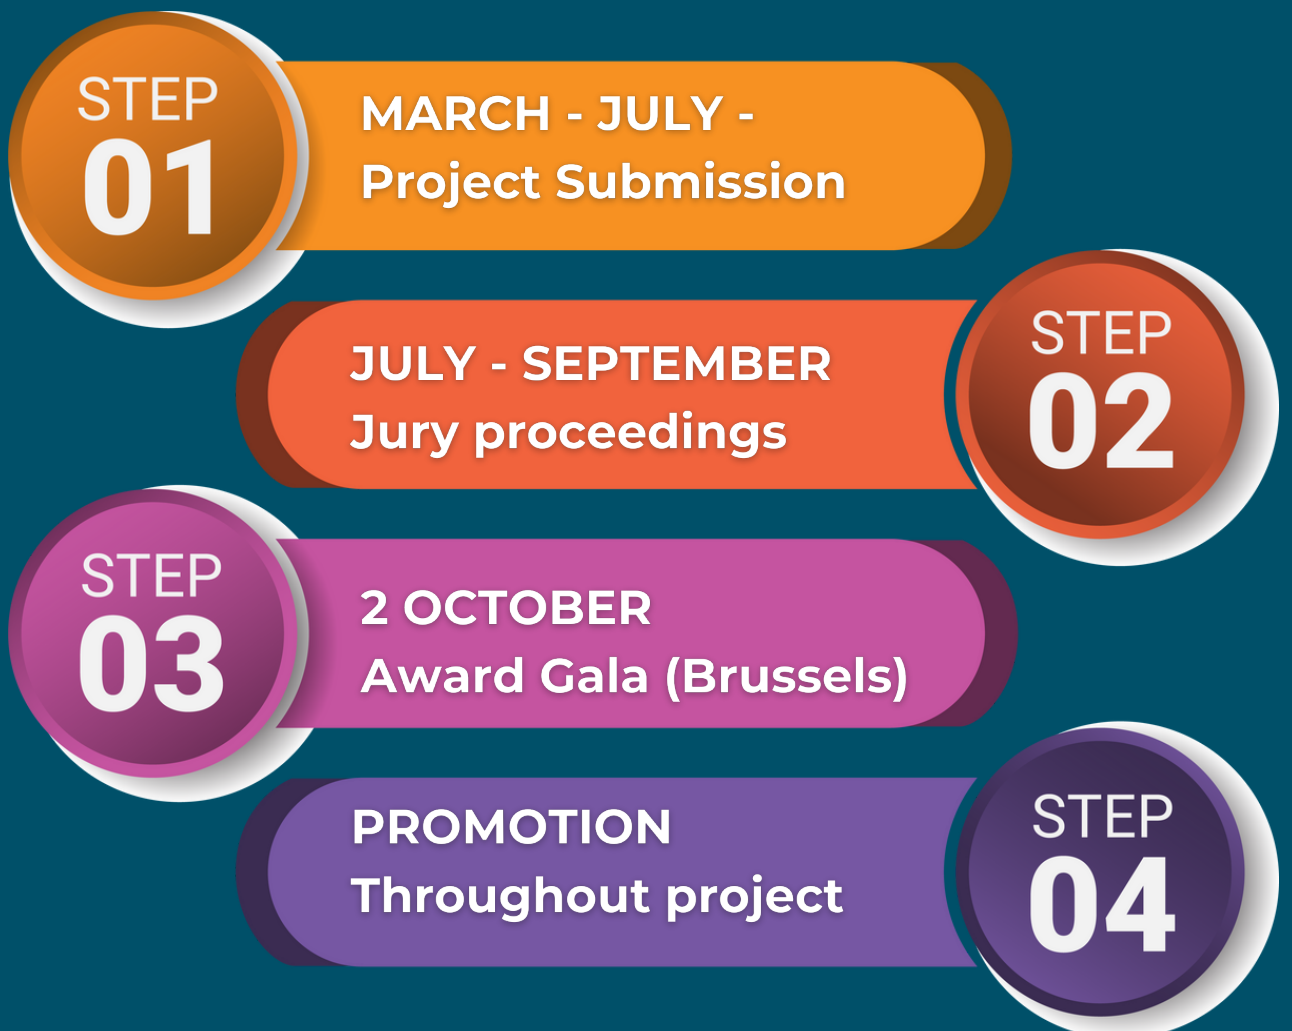 STEP
01
MARCH - JULY -
Project Submission
JULY - SEPTEMBER
Jury proceedings
STEP
02
STEP
03
2 OCTOBER
Award Gala (Brussels)
PROMOTION
Throughout project
STEP
04